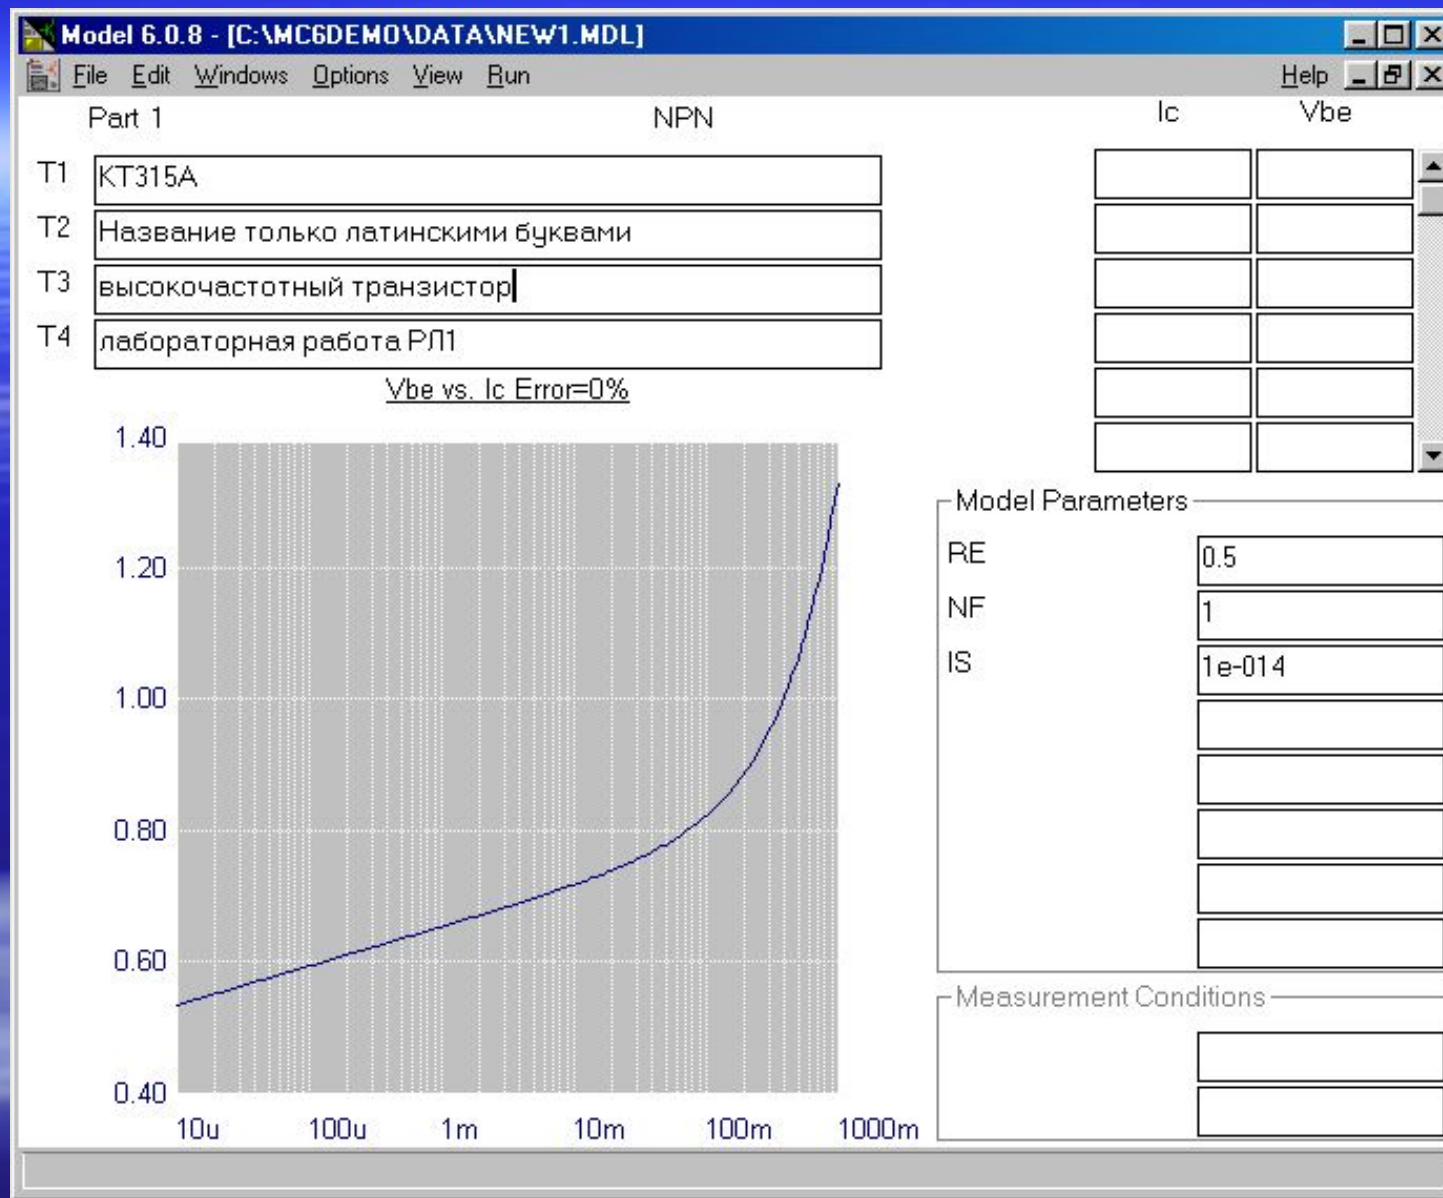 Model 6.0.8 - [C:\MC6DEMO\DATA\NEW1.MDL]
File Edit Windows Options View Run Help
Part 1 NPN Ic Vbe
T1 KT315A
T2 Название только латинскими буквами
T3 высокочастотный транзистор
T4 лабораторная работа РЛ1
Vbe vs. Ic Error=0%
1.40
1.20
1.00
0.80
0.60
0.40
10u 100u 1m 10m 100m 1000m
Model Parameters
RE 0.5
NF 1
IS 1e-014
Measurement Conditions